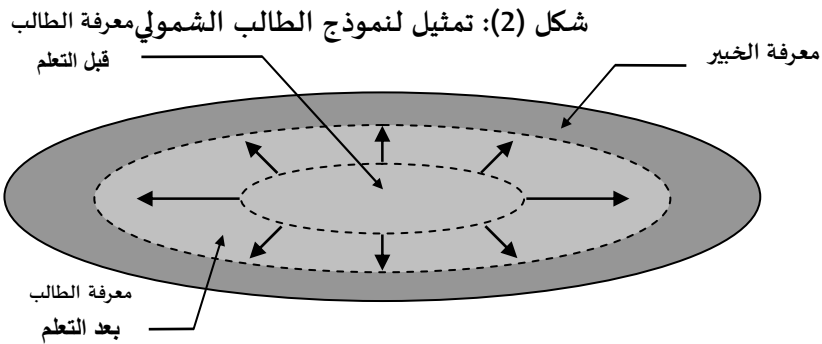 شكل (2): تمثيل لنموذج الطالب الشمولي
معرفة الطالب
قبل التعلم
معرفة الخبير
معرفة الطالب
بعد التعلم